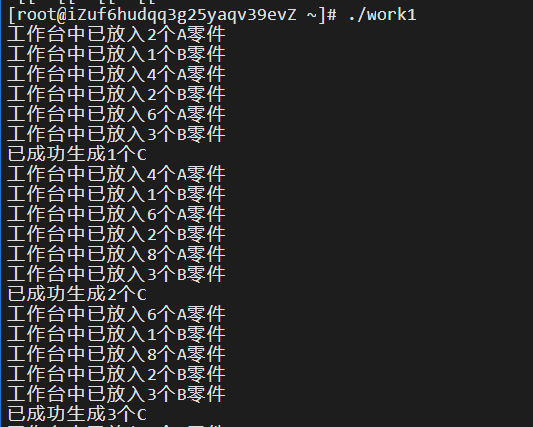 [root@iZuf6hudqq3g25yaqv39evZ ~]# ./work1
工作台中已放入2个A零件
工作台中已放入1个B零件
工作台中已放入4个A零件
工作台中已放入2个B零件
工作台中已放入6个A零件
工作台中已放入3个B零件
已成功生成1个C
工作台中已放入4个A零件
工作台中已放入1个B零件
工作台中已放入6个A零件
工作台中已放入2个B零件
工作台中已放入8个A零件
工作台中已放入3个B零件
已成功生成2个C
工作台中已放入6个A零件
工作台中已放入1个B零件
工作台中已放入8个A零件
工作台中已放入2个B零件
工作台中已放入3个B零件
已成功生成3个C